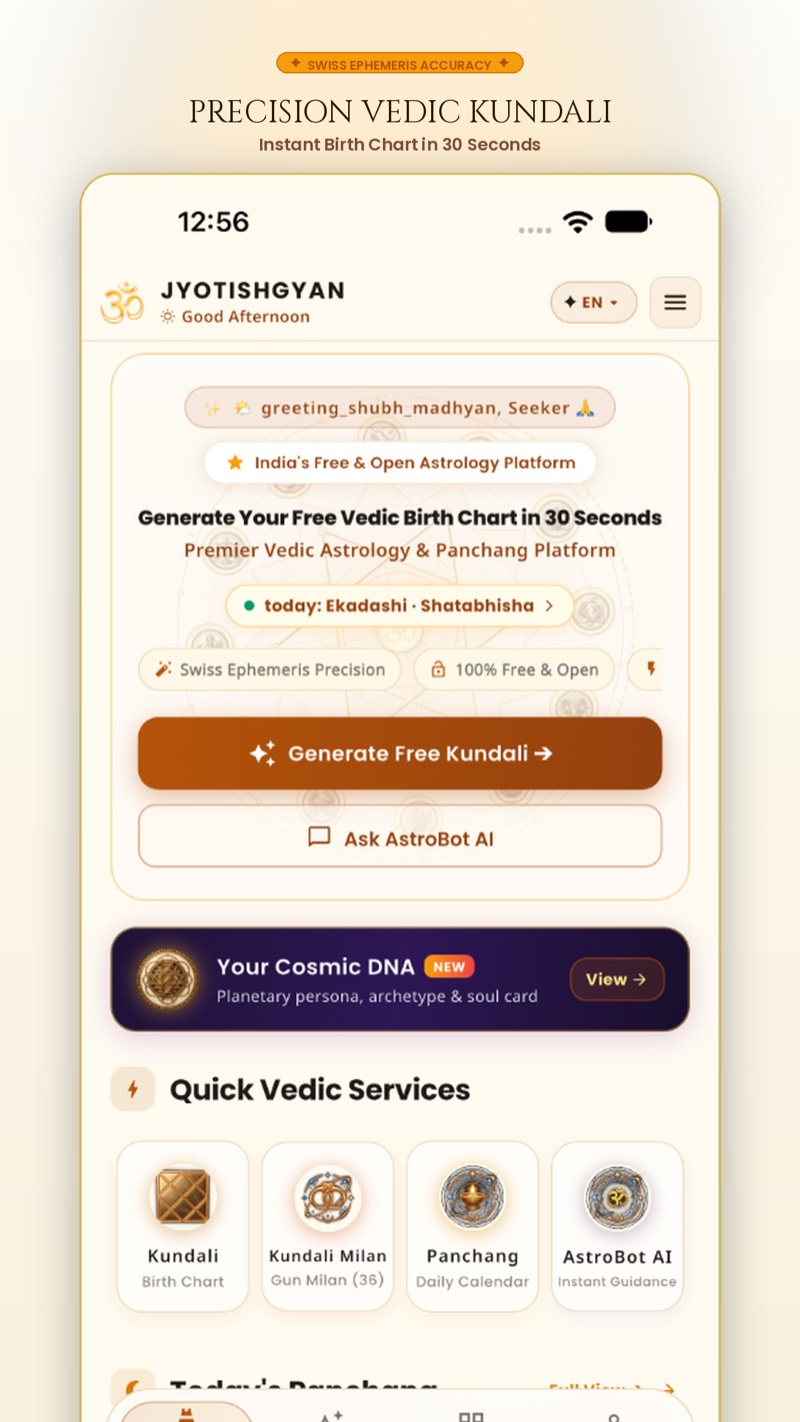 ✦ SWISS EPHEMERIS ACCURACY ✦
PRECISION VEDIC KUNDALI
Instant Birth Chart in 30 Seconds
12:56
ॐ JYOTISHGYAN
Good Afternoon
✦ EN
greeting_shubh_madhyan, Seeker 🙏
India's Free & Open Astrology Platform
Generate Your Free Vedic Birth Chart in 30 Seconds
Premier Vedic Astrology & Panchang Platform
today: Ekadashi · Shatabhisha >
Swiss Ephemeris Precision
100% Free & Open
Generate Free Kundali →
Ask AstroBot AI
Your Cosmic DNA NEW
Planetary persona, archetype & soul card
View →
Quick Vedic Services
Kundali
Birth Chart
Kundali Milan
Gun Milan (36)
Panchang
Daily Calendar
AstroBot AI
Instant Guidance
Today's Panchang
Full View →